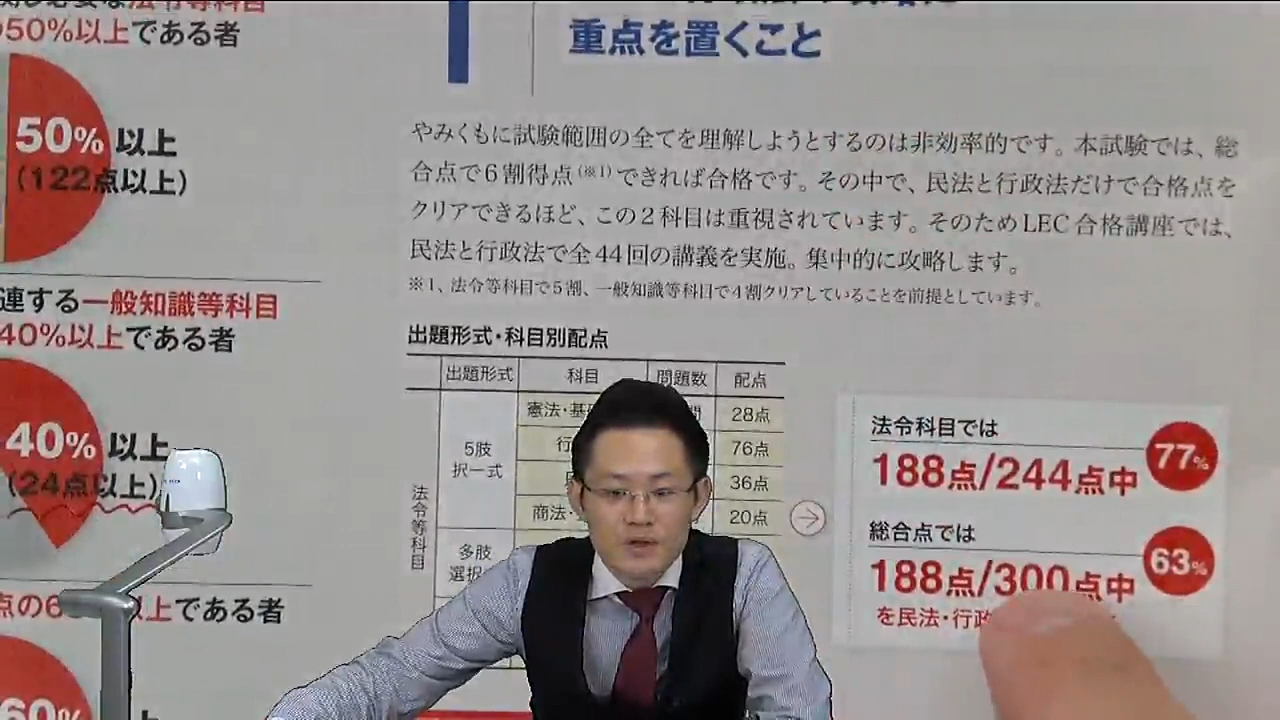 法令等科目
50%以上である者
50%以上
(122点以上)
連する一般知識等科目
40%以上である者
40%以上
(24点以上)
点の6 以上である者
60%
重点を置くこと
やみくもに試験範囲の全てを理解しようとするのは非効率的です。本試験では、総
合点で6割得点(※1)できれば合格です。その中で、民法と行政法だけで合格点を
クリアできるほど、この2科目は重視されています。そのためLEC合格講座では、
民法と行政法で全44回の講義を実施。集中的に攻略します。
※1、法令等科目で5割、一般知識等科目で4割クリアしていることを前提としています。
出題形式・科目別配点
出題形式 科目 問題数 配点
法令等科目
5肢
択一式
憲法・基 28点
行 76点
36点
商法・ 20点
多肢
選択
法令科目では
188点/244点中 77%
総合点では
188点/300点中 63%
を民法・行政